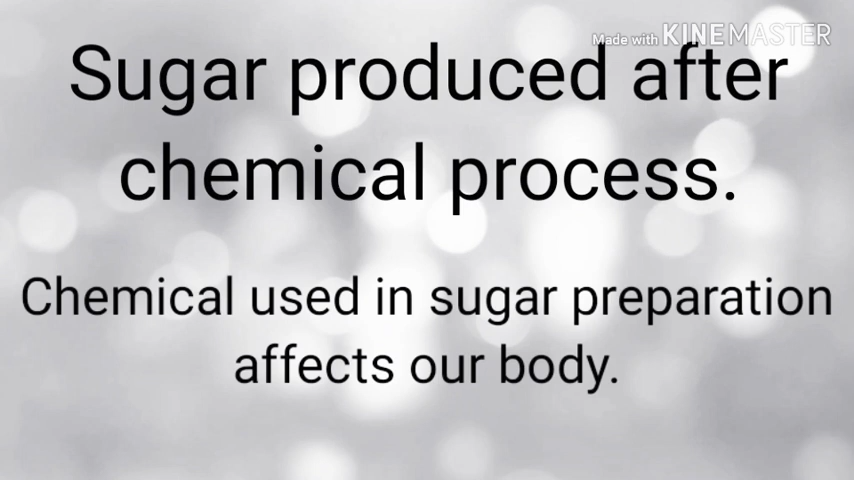 Made with KINEMASTER
Sugar produced after
chemical process.
Chemical used in sugar preparation
affects our body.